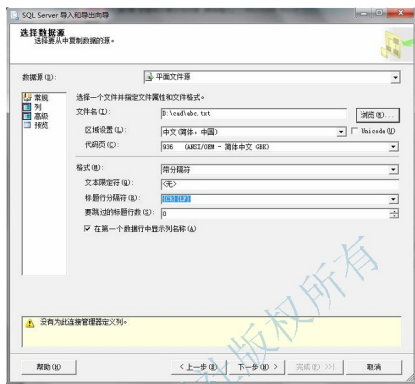 SQL Server 导入和导出向导
选择数据源
选择要从中复制数据的源。
数据源(D): 平面文件源
常规
列
高级
预览
选择一个文件并指定文件属性和文件格式。
文件名(I): D:\cad\abc.txt 浏览(W)...
区域设置(L): 中文(简体，中国) Unicode(U)
代码页(C): 936 (ANSI/OEM - 简体中文 GBK)
格式(M): 带分隔符
文本限定符(Q): <无>
标题行分隔符(R): {CR}{LF}
要跳过的标题行数(S): 0
在第一个数据行中显示列名称(A)
没有为此连接管理器定义列。
帮助(H) <上一步(B) 下一步(N)> 完成(F)>>| 取消
社版权所有